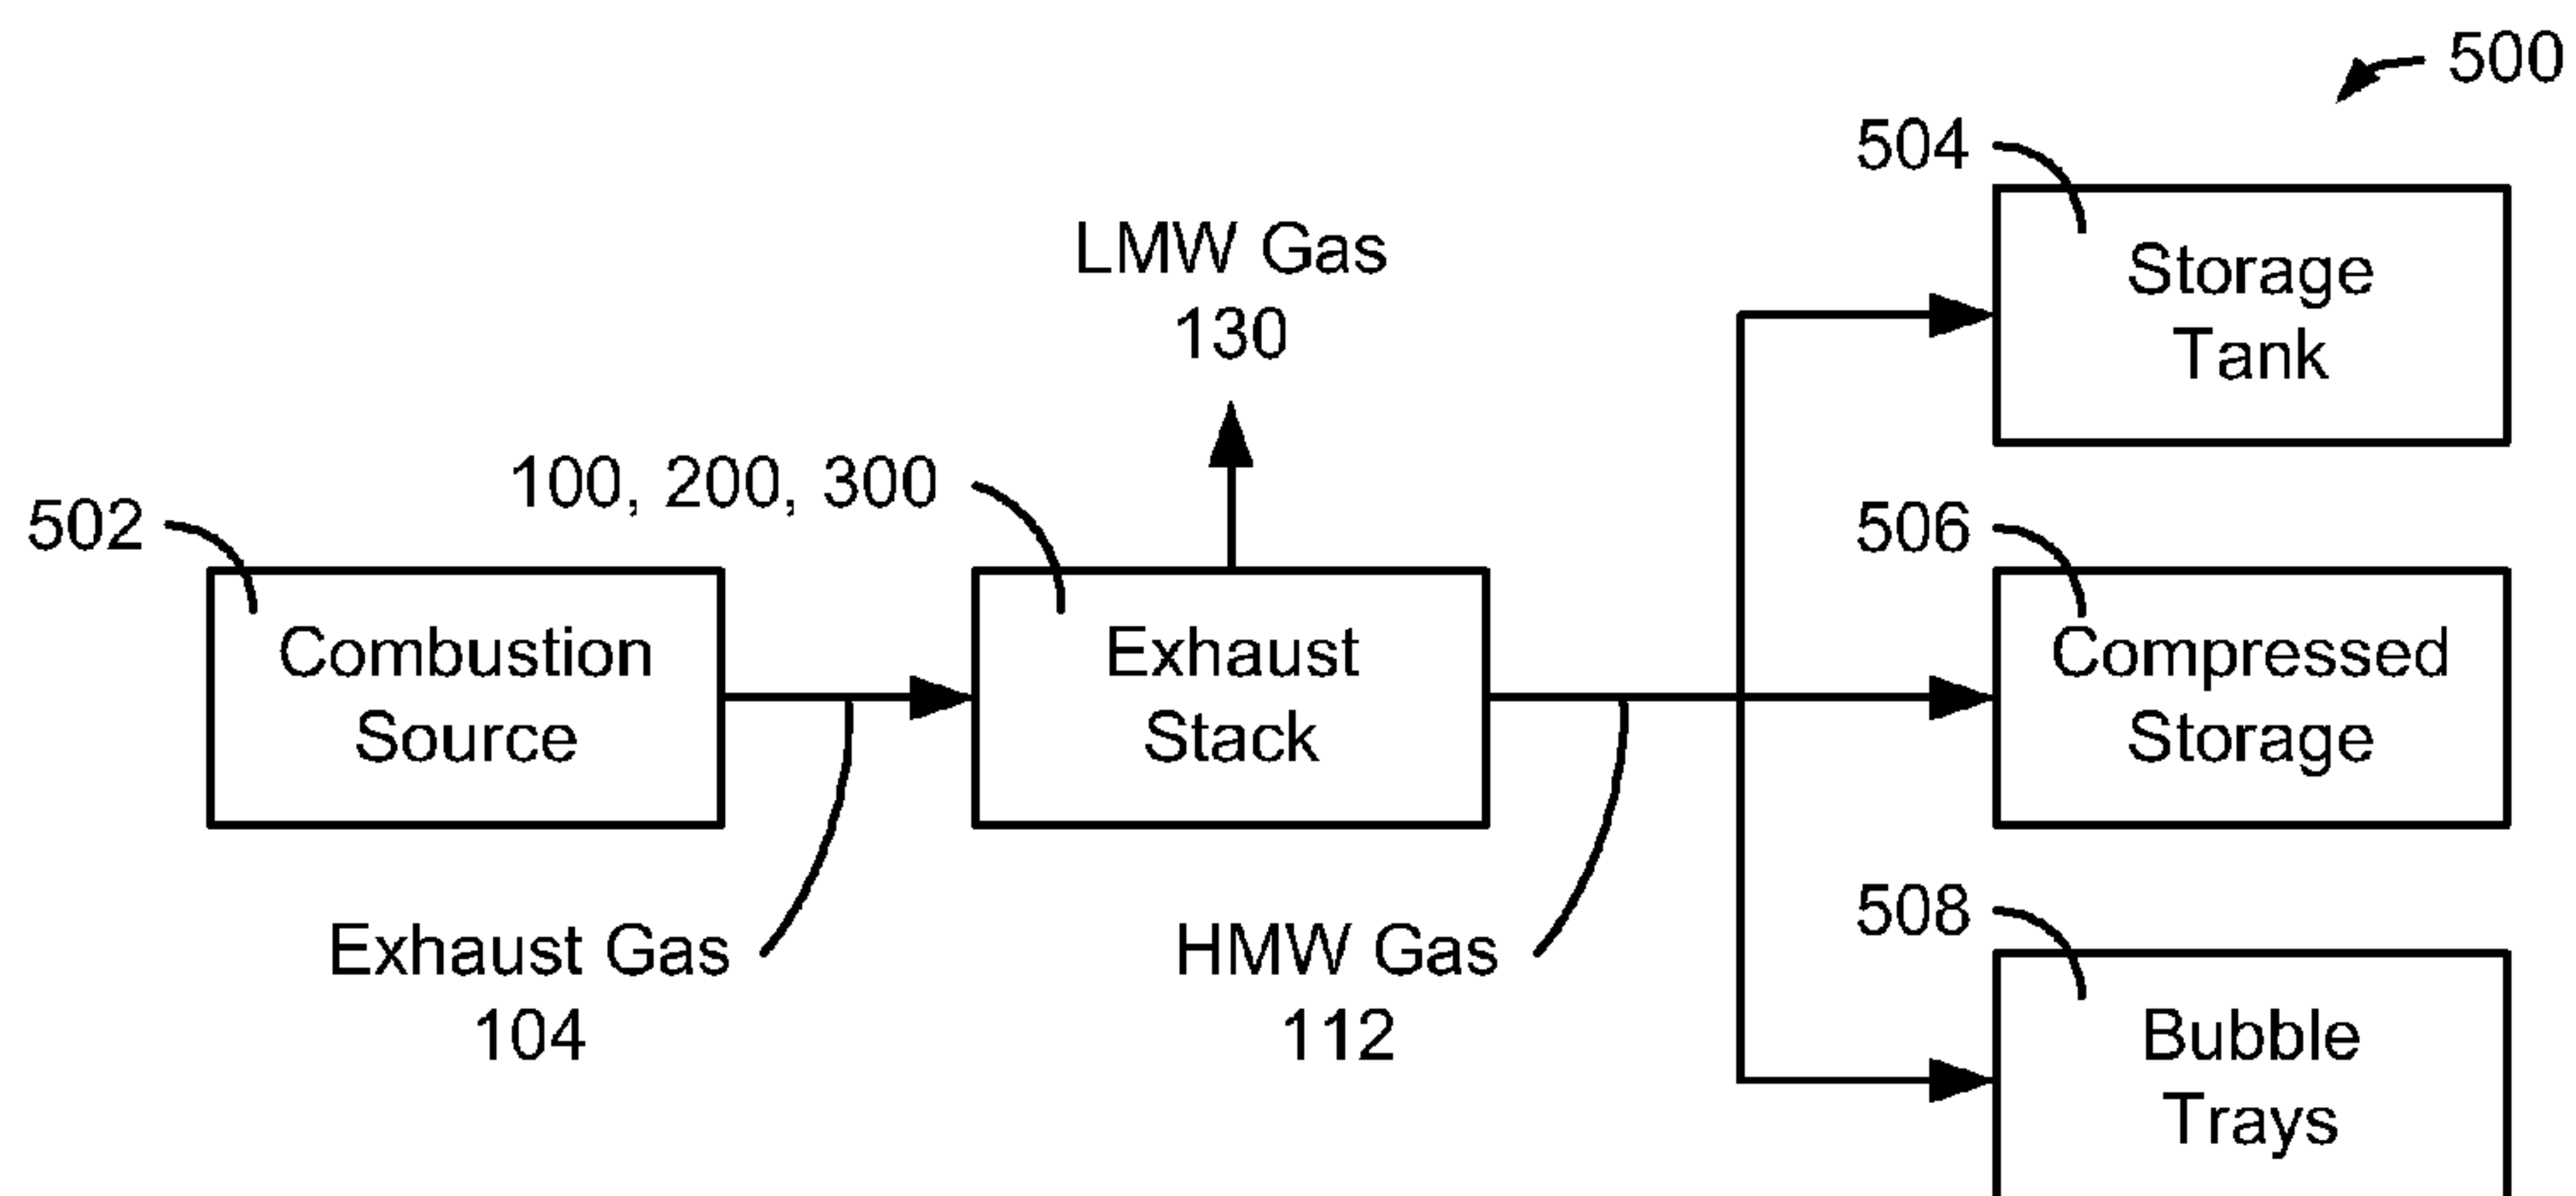 500
504
Storage
Tank
LMW Gas
130
100, 200, 300
502
506
Combustion
Source
Exhaust
Stack
Compressed
Storage
508
Exhaust Gas
104
HMW Gas
112
Bubble
Trays